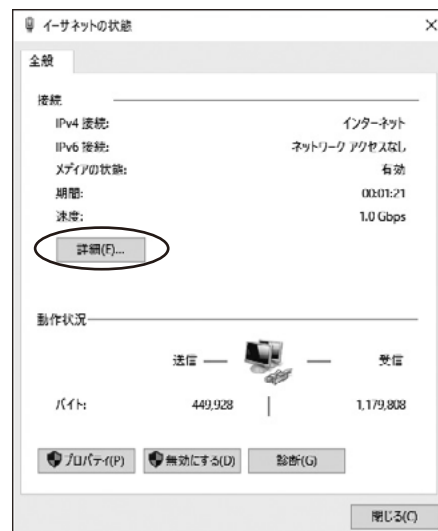 イーサネットの状態
全般
接続
IPv4 接続: インターネット
IPv6 接続: ネットワーク アクセスなし
メディアの状態: 有効
期間: 00:01:21
速度: 1.0 Gbps
詳細(E)...
動作状況
送信 — — 受信
バイト: 449,928 | 1,179,808
プロパティ(P) 無効にする(D) 診断(G)
閉じる(C)